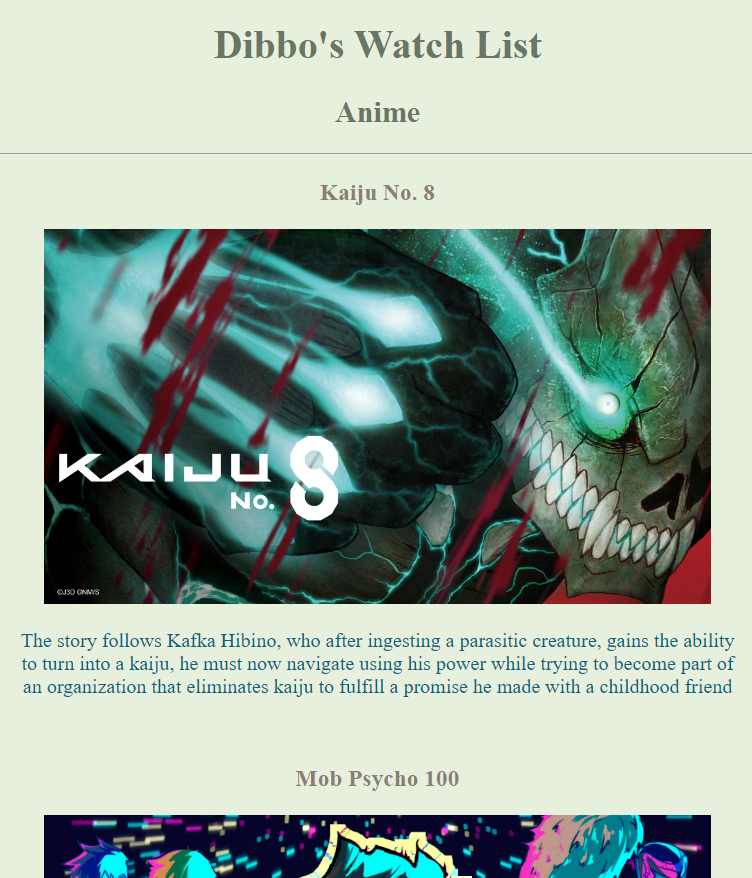 Dibbo's Watch List
Anime
Kaiju No. 8
KAIJU
No. 8
©J3D ©NM/S
The story follows Kafka Hibino, who after ingesting a parasitic creature, gains the ability
to turn into a kaiju, he must now navigate using his power while trying to become part of
an organization that eliminates kaiju to fulfill a promise he made with a childhood friend
Mob Psycho 100